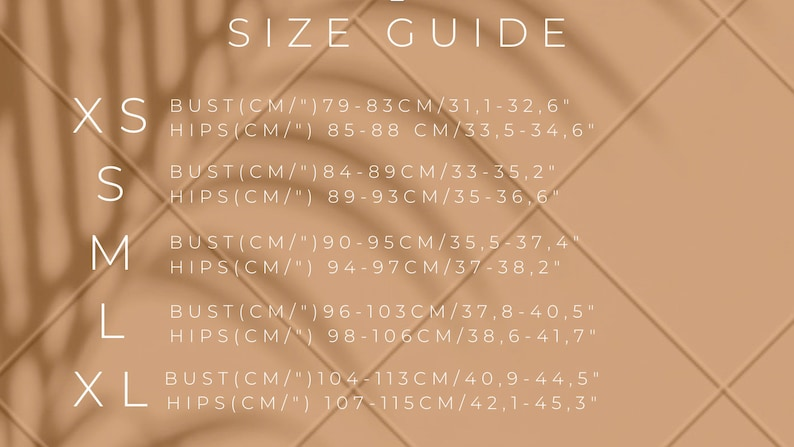 SIZE GUIDE
XS
BUST(CM/")79-83CM/31,1-32,6"
HIPS(CM/") 85-88 CM/33,5-34,6"
S
BUST(CM/")84-89CM/33-35,2"
HIPS(CM/") 89-93CM/35-36,6"
M
BUST(CM/")90-95CM/35,5-37,4"
HIPS(CM/") 94-97CM/37-38,2"
L
BUST(CM/")96-103CM/37,8-40,5"
HIPS(CM/") 98-106CM/38,6-41,7"
XL
BUST(CM/")104-113CM/40,9-44,5"
HIPS(CM/") 107-115CM/42,1-45,3"